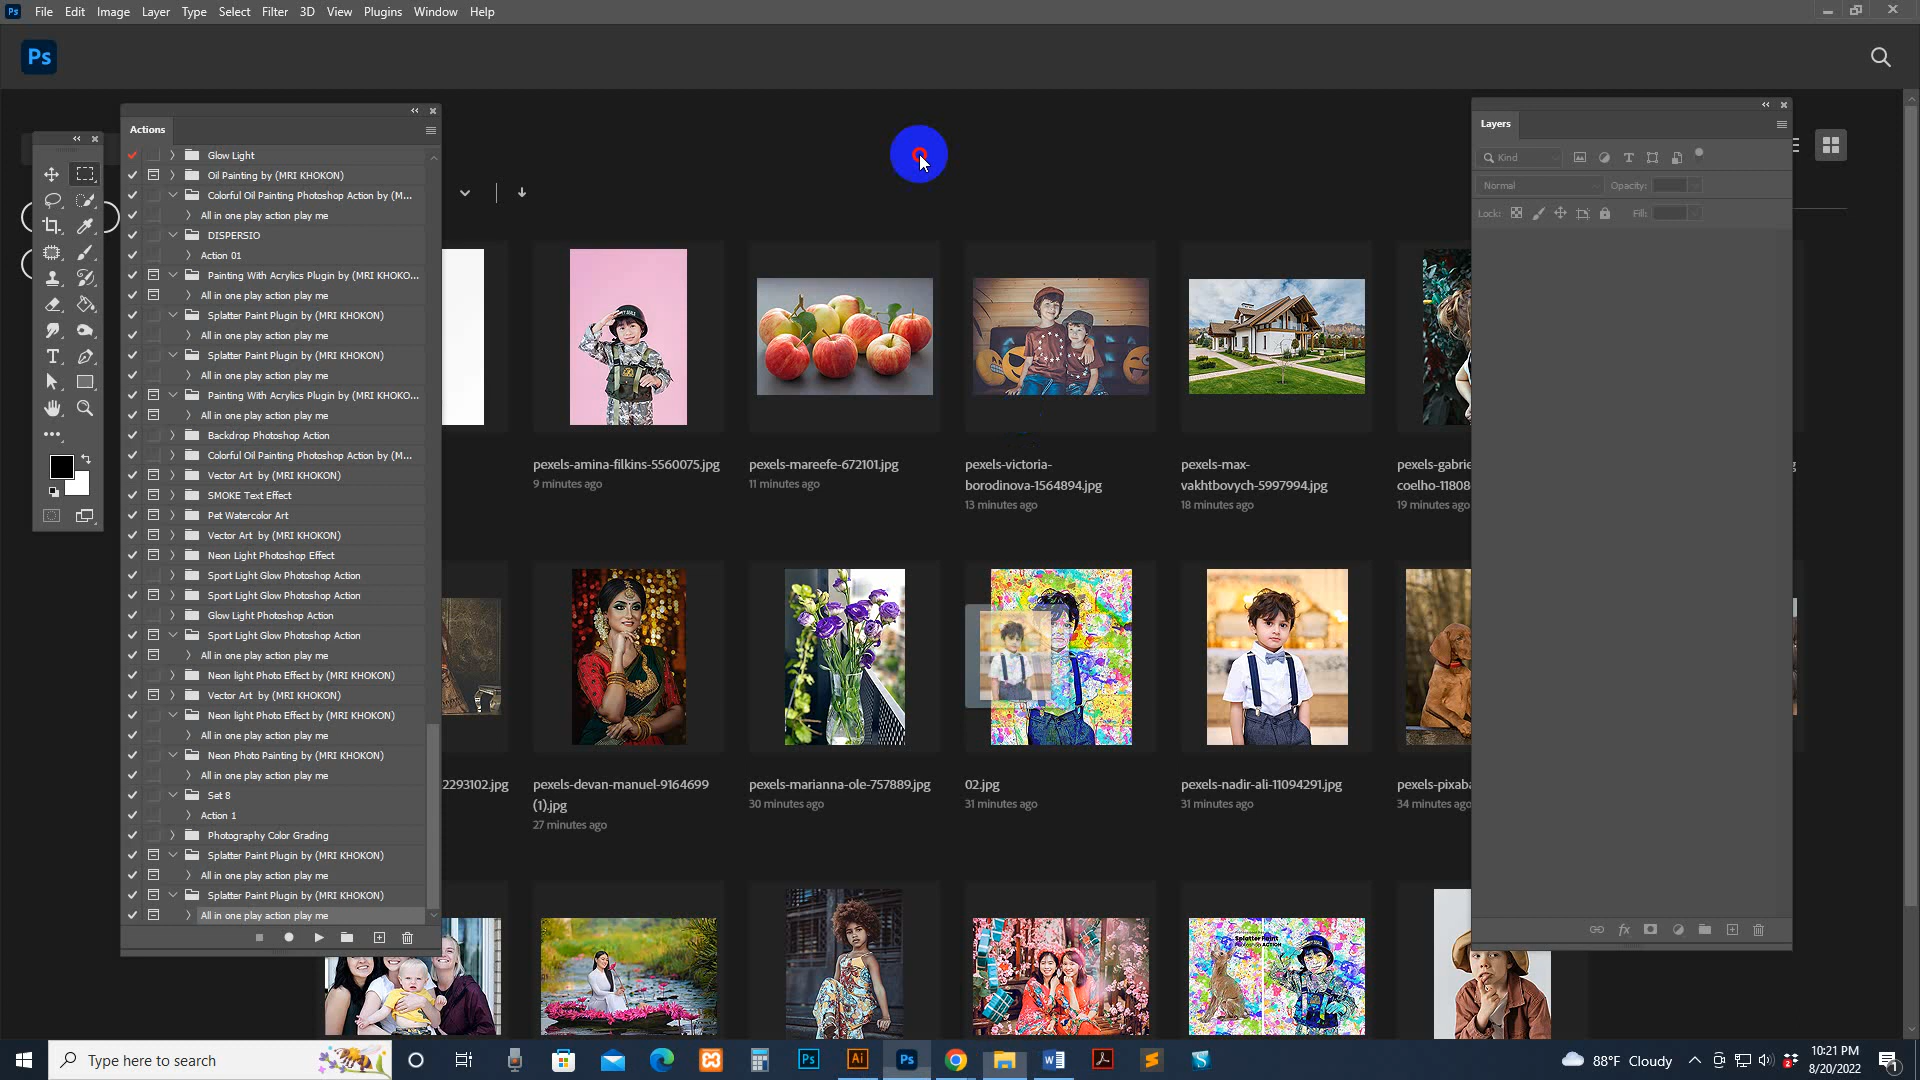 Ps File Edit Image Layer Type Select Filter 3D View Plugins Window Help
Ps
Actions
Glow Light
Oil Painting by (MRI KHOKON)
Colorful Oil Painting Photoshop Action by (M...
All in one play action play me
DISPERSIO
Action 01
Painting With Acrylics Plugin by (MRI KHOKO...
All in one play action play me
Splatter Paint Plugin by (MRI KHOKON)
All in one play action play me
Splatter Paint Plugin by (MRI KHOKON)
All in one play action play me
Painting With Acrylics Plugin by (MRI KHOKO...
All in one play action play me
Backdrop Photoshop Action
Colorful Oil Painting Photoshop Action by (M...
Vector Art by (MRI KHOKON)
SMOKE Text Effect
Pet Watercolor Art
Vector Art by (MRI KHOKON)
Neon Light Photoshop Effect
Sport Light Glow Photoshop Action
Sport Light Glow Photoshop Action
Glow Light Photoshop Action
Sport Light Glow Photoshop Action
All in one play action play me
Neon light Photo Effect by (MRI KHOKON)
Vector Art by (MRI KHOKON)
Neon light Photo Effect by (MRI KHOKON)
All in one play action play me
Neon Photo Painting by (MRI KHOKON)
All in one play action play me
Set 8
Action 1
Photography Color Grading
Splatter Paint Plugin by (MRI KHOKON)
All in one play action play me
Splatter Paint Plugin by (MRI KHOKON)
All in one play action play me
pexels-amina-filkins-5560075.jpg
9 minutes ago
pexels-mareefe-672101.jpg
11 minutes ago
pexels-victoria-
borodinova-1564894.jpg
13 minutes ago
pexels-max-
vakhtbovych-5997994.jpg
18 minutes ago
pexels-gabrie
coelho-11808
19 minutes ago
2293102.jpg
pexels-devan-manuel-9164699
(1).jpg
27 minutes ago
pexels-marianna-ole-757889.jpg
30 minutes ago
02.jpg
31 minutes ago
pexels-nadir-ali-11094291.jpg
31 minutes ago
pexels-pixaba
34 minutes ago
Splatter Paint
Layers
Kind
Normal
Opacity:
Lock:
Fill:
fx
Type here to search
Ps
Ai
Ps
88°F Cloudy
10:21 PM
8/20/2022